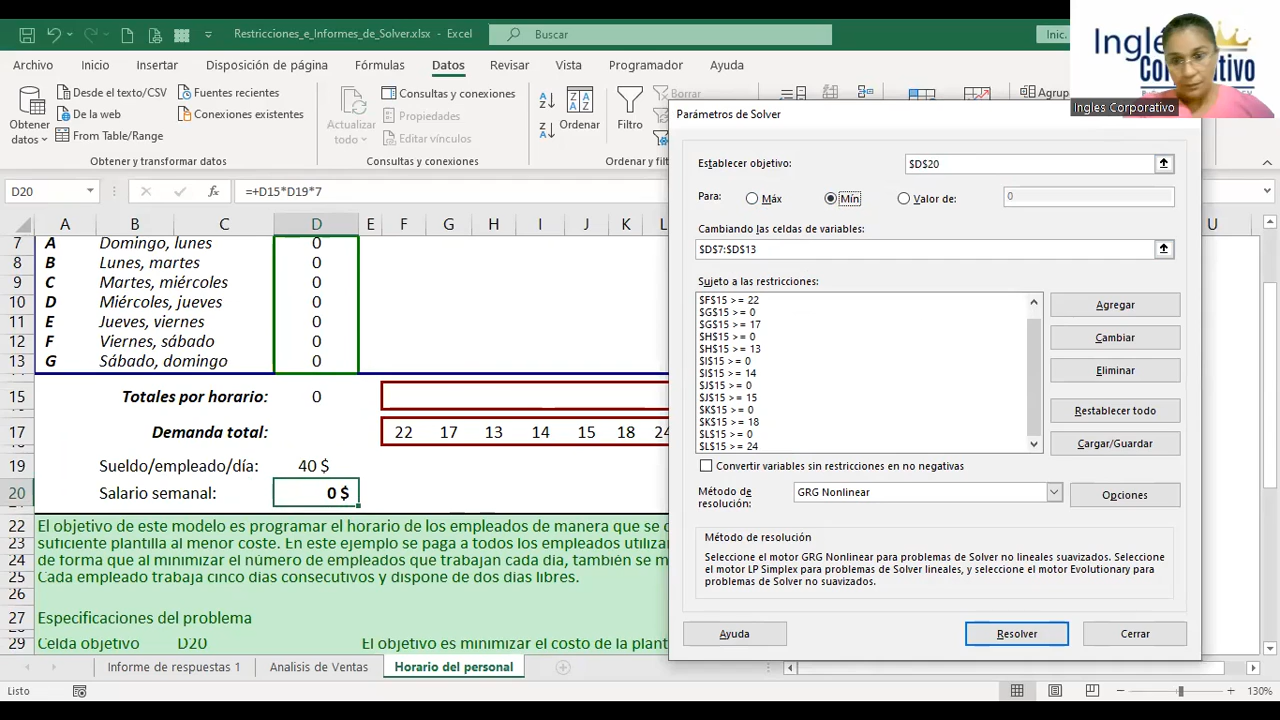 Restricciones_e_Informes_de_Solver.xlsx - Excel
Buscar
Inic.
Archivo Inicio Insertar Disposición de página Fórmulas Datos Revisar Vista Programador Ayuda
Obtener datos
Desde el texto/CSV
De la web
From Table/Range
Fuentes recientes
Conexiones existentes
Obtener y transformar datos
Actualizar todo
Consultas y conexiones
Propiedades
Editar vínculos
Consultas y conexiones
Ordenar
Filtro
Borrar
Ordenar y filtr
Agrup
Ingles Corporativo
D20 fx =+D15*D19*7
A B C D E F G H I J K L U
7 A Domingo, lunes 0
8 B Lunes, martes 0
9 C Martes, miércoles 0
10 D Miércoles, jueves 0
11 E Jueves, viernes 0
12 F Viernes, sábado 0
13 G Sábado, domingo 0
15 Totales por horario: 0
17 Demanda total: 22 17 13 14 15 18 24
19 Sueldo/empleado/día: 40 $
20 Salario semanal: 0 $
22 El objetivo de este modelo es programar el horario de los empleados de manera que se
23 suficiente plantilla al menor coste. En este ejemplo se paga a todos los empleados utilizan
24 de forma que al minimizar el número de empleados que trabajan cada día, también se m
25 Cada empleado trabaja cinco días consecutivos y dispone de dos días libres.
26
27 Especificaciones del problema
29 Celda objetivo D20 El objetivo es minimizar el costo de la plant
Informe de respuestas 1 Analisis de Ventas Horario del personal
Listo
130%
Parámetros de Solver
Establecer objetivo: $D$20
Para: Máx Mín Valor de: 0
Cambiando las celdas de variables:
$D$7:$D$13
Sujeto a las restricciones:
$F$15 >= 22
$G$15 >= 0
$G$15 >= 17
$H$15 >= 0
$H$15 >= 13
$I$15 >= 0
$I$15 >= 14
$J$15 >= 0
$J$15 >= 15
$K$15 >= 0
$K$15 >= 18
$L$15 >= 0
$L$15 >= 24
Agregar
Cambiar
Eliminar
Restablecer todo
Cargar/Guardar
Convertir variables sin restricciones en no negativas
Método de resolución: GRG Nonlinear
Opciones
Método de resolución
Seleccione el motor GRG Nonlinear para problemas de Solver no lineales suavizados. Seleccione
el motor LP Simplex para problemas de Solver lineales, y seleccione el motor Evolutionary para
problemas de Solver no suavizados.
Ayuda Resolver Cerrar